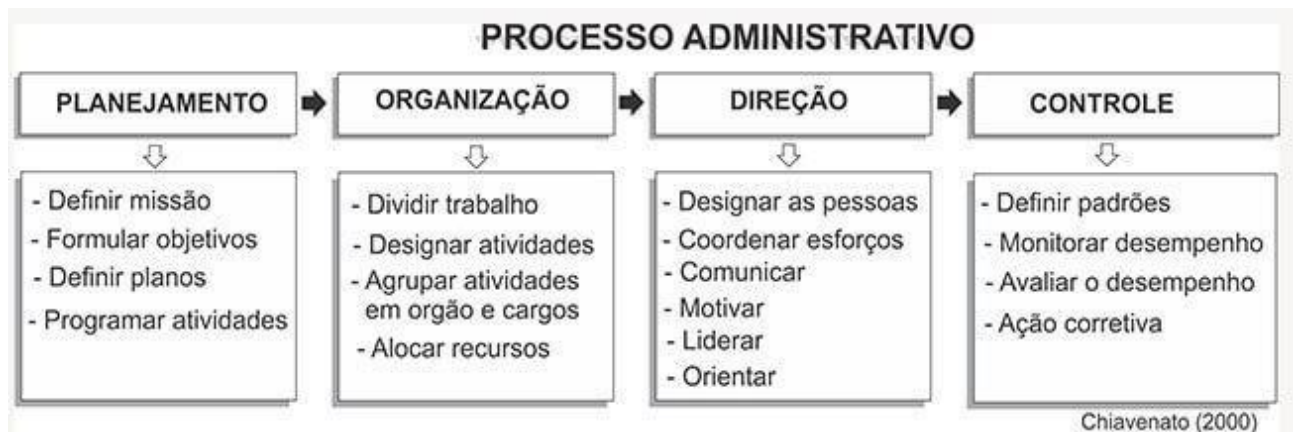 PROCESSO ADMINISTRATIVO
PLANEJAMENTO
- Definir missão
- Formular objetivos
- Definir planos
- Programar atividades
ORGANIZAÇÃO
- Dividir trabalho
- Designar atividades
- Agrupar atividades
em orgão e cargos
- Alocar recursos
DIREÇÃO
- Designar as pessoas
- Coordenar esforços
- Comunicar
- Motivar
- Liderar
- Orientar
CONTROLE
- Definir padrões
- Monitorar desempenho
- Avaliar o desempenho
- Ação corretiva
Chiavenato (2000)